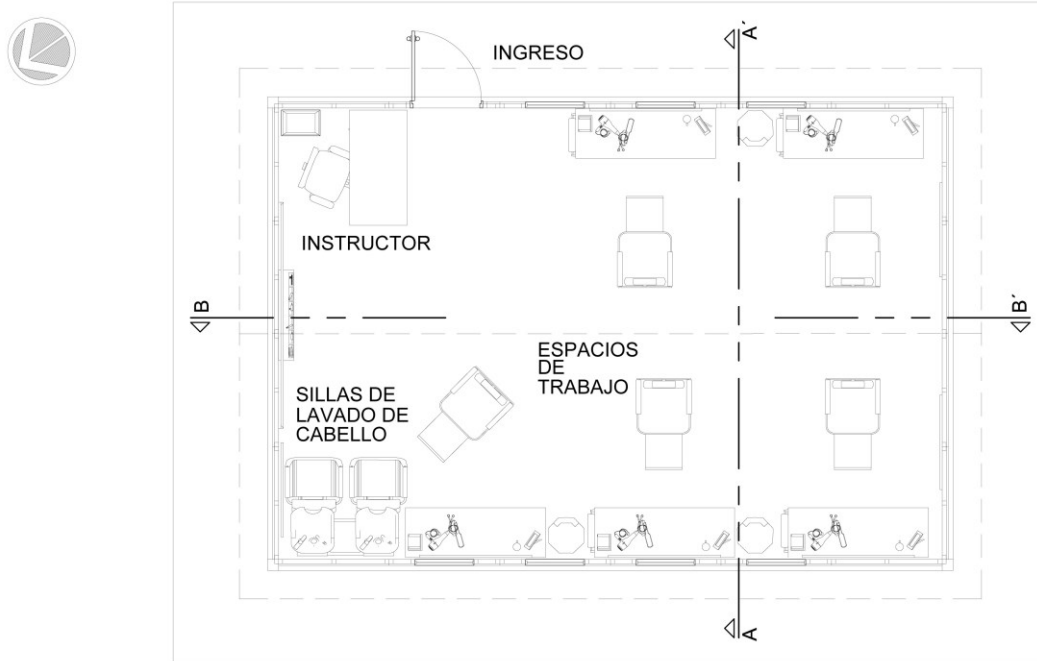 INGRESO
A´
INSTRUCTOR
B
B´
ESPACIOS
DE
TRABAJO
SILLAS DE
LAVADO DE
CABELLO
A